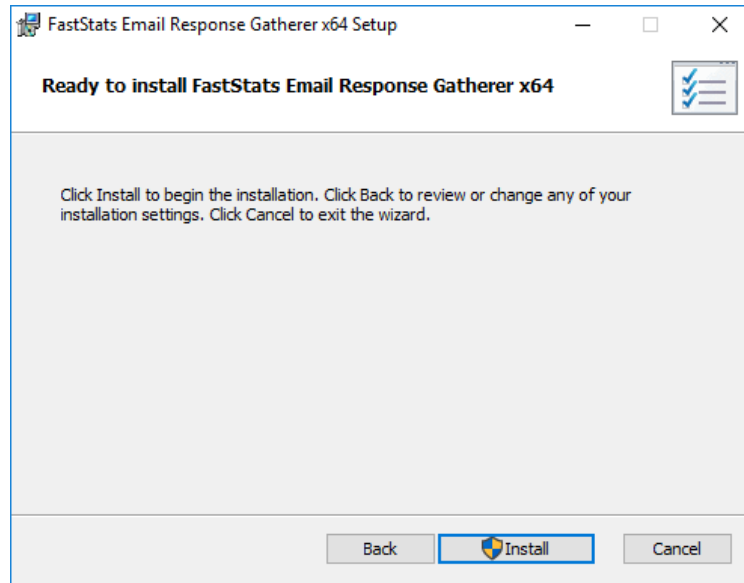 FastStats Email Response Gatherer x64 Setup
Ready to install FastStats Email Response Gatherer x64
Click Install to begin the installation. Click Back to review or change any of your
installation settings. Click Cancel to exit the wizard.
Back Install Cancel